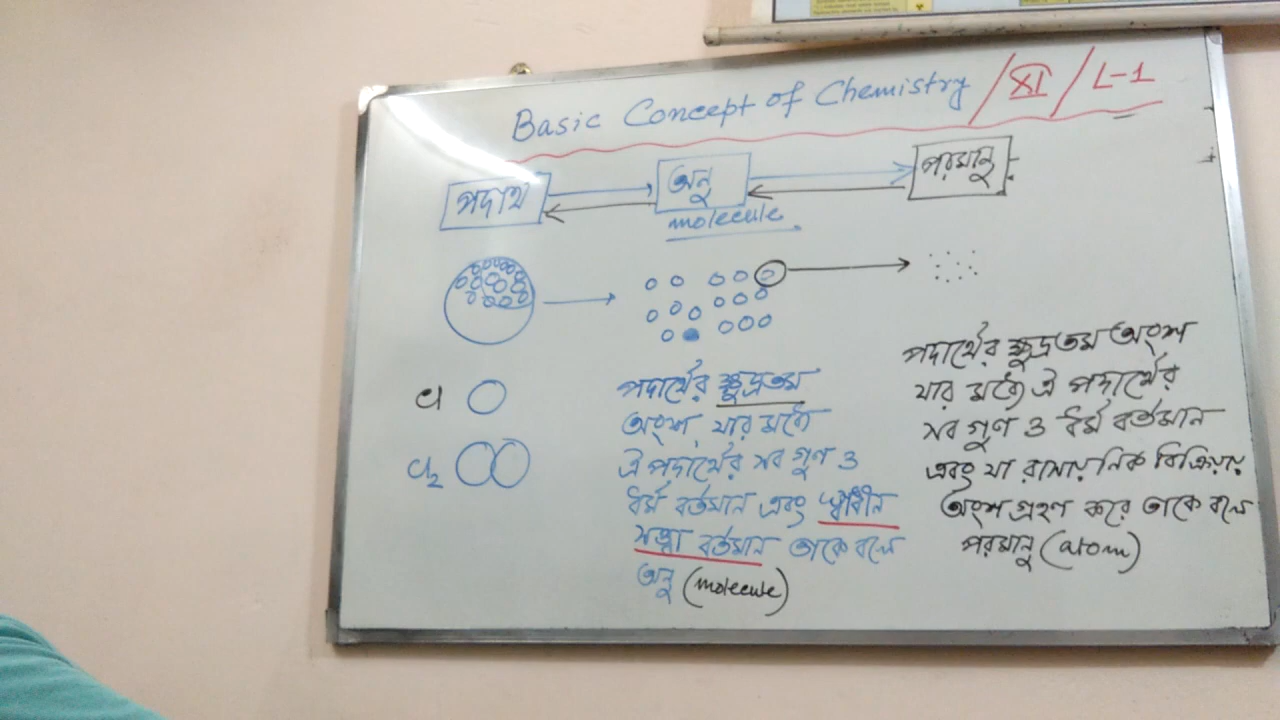 Basic Concept of Chemistry / XI / L-1
পদার্থ
অনু
পরমানু
molecule
Cl
Cl2
পদার্থের ক্ষুদ্রতম
অংশ যার মধ্যে
ঐ পদার্থের সব গুণ ও
ধর্ম বর্তমান এবং স্বাধীন
সত্ত্বা বর্তমান তাকে বলে
অনু (molecule)
পদার্থের ক্ষুদ্রতম অংশ
যার মধ্যে ঐ পদার্থের
সব গুণ ও ধর্ম বর্তমান
এবং যা রাসায়নিক বিক্রিয়ায়
অংশ গ্রহণ করে তাকে বলে
পরমানু (atom)